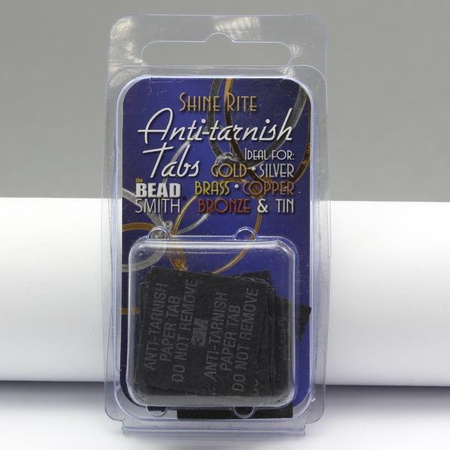 SHINE RITE
Anti-tarnish
Tabs
IDEAL FOR:
GOLD • SILVER
BRASS • COPPER
BRONZE & TIN
the
BEAD
SMITH
ANTI-TARNISH
PAPER TAB
DO NOT REMOVE
3M
ANTI-TARNISH
PAPER TAB
DO NOT REMOVE